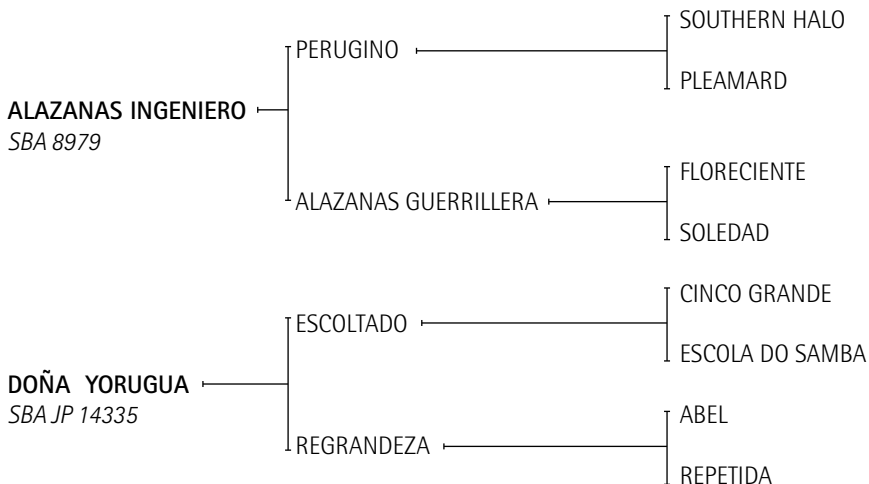 SOUTHERN HALO
PERUGINO
PLEAMARD
ALAZANAS INGENIERO
SBA 8979
FLORECIENTE
ALAZANAS GUERRILLERA
SOLEDAD
CINCO GRANDE
ESCOLTADO
ESCOLA DO SAMBA
DOÑA YORUGUA
SBA JP 14335
ABEL
REGRANDEZA
REPETIDA